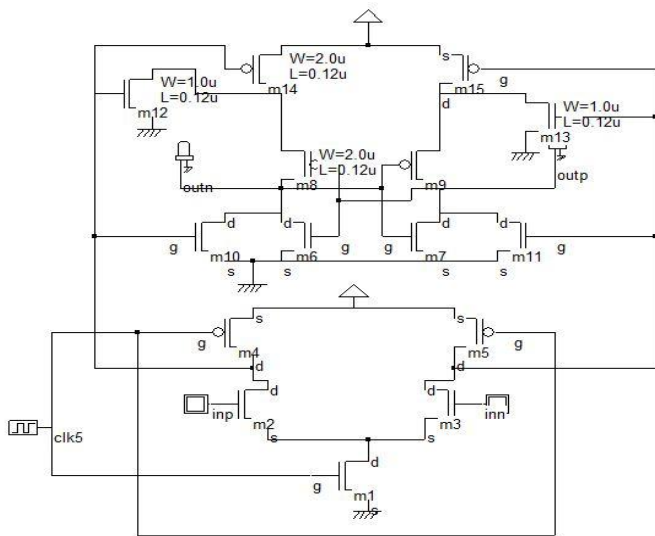 W=2.0u
L=0.12u
m14
s
m15
g
W=1.0u
L=0.12u
m12
d
W=1.0u
L=0.12u
m13
W=2.0u
L=0.12u
m8
m9
outn
outp
d
d
d
d
g
m10
m6
g
g
m7
m11
g
s
s
s
s
s
s
g
m4
m5
g
d
d
d
d
inp
m2
m3
inn
s
s
clk5
d
g
m1
s